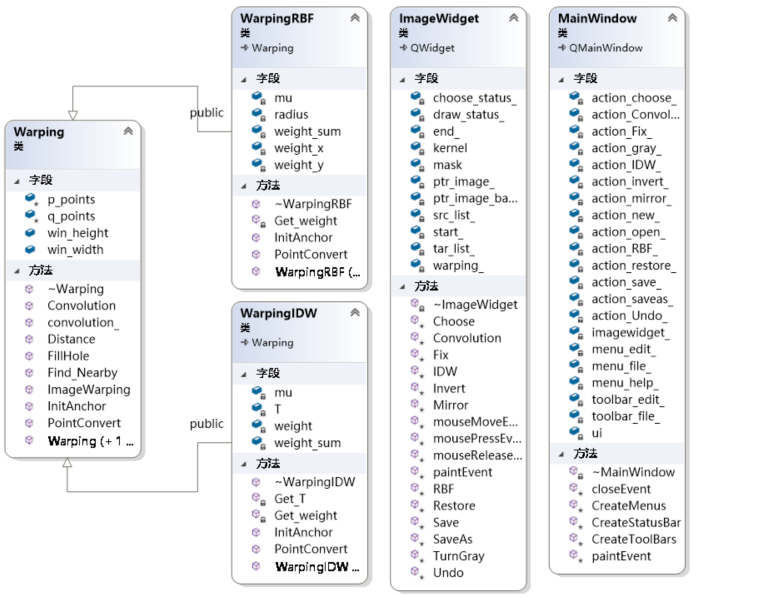 Warping
类
字段
p_points
q_points
win_height
win_width
方法
~Warping
Convolution
convolution_
Distance
FillHole
Find_Nearby
ImageWarping
InitAnchor
PointConvert
Warping (+ 1 ...
public
public
WarpingRBF
类
Warping
字段
mu
radius
weight_sum
weight_x
weight_y
方法
~WarpingRBF
Get_weight
InitAnchor
PointConvert
WarpingRBF (...
WarpingIDW
类
Warping
字段
mu
T
weight
weight_sum
方法
~WarpingIDW
Get_T
Get_weight
InitAnchor
PointConvert
WarpingIDW ...
ImageWidget
类
QWidget
字段
choose_status_
draw_status_
end_
kernel
mask
ptr_image_
ptr_image_ba...
src_list_
start_
tar_list_
warping_
方法
~ImageWidget
Choose
Convolution
Fix
IDW
Invert
Mirror
mouseMoveE...
mousePressEv...
mouseRelease...
paintEvent
RBF
Restore
Save
SaveAs
TurnGray
Undo
MainWindow
类
QMainWindow
字段
action_choose_
action_Convol...
action_Fix_
action_gray_
action_IDW_
action_invert_
action_mirror_
action_new_
action_open_
action_RBF_
action_restore_
action_save_
action_saveas_
action_Undo_
imagewidget_
menu_edit_
menu_file_
menu_help_
toolbar_edit_
toolbar_file_
ui
方法
~MainWindow
closeEvent
CreateMenus
CreateStatusBar
CreateToolBars
paintEvent